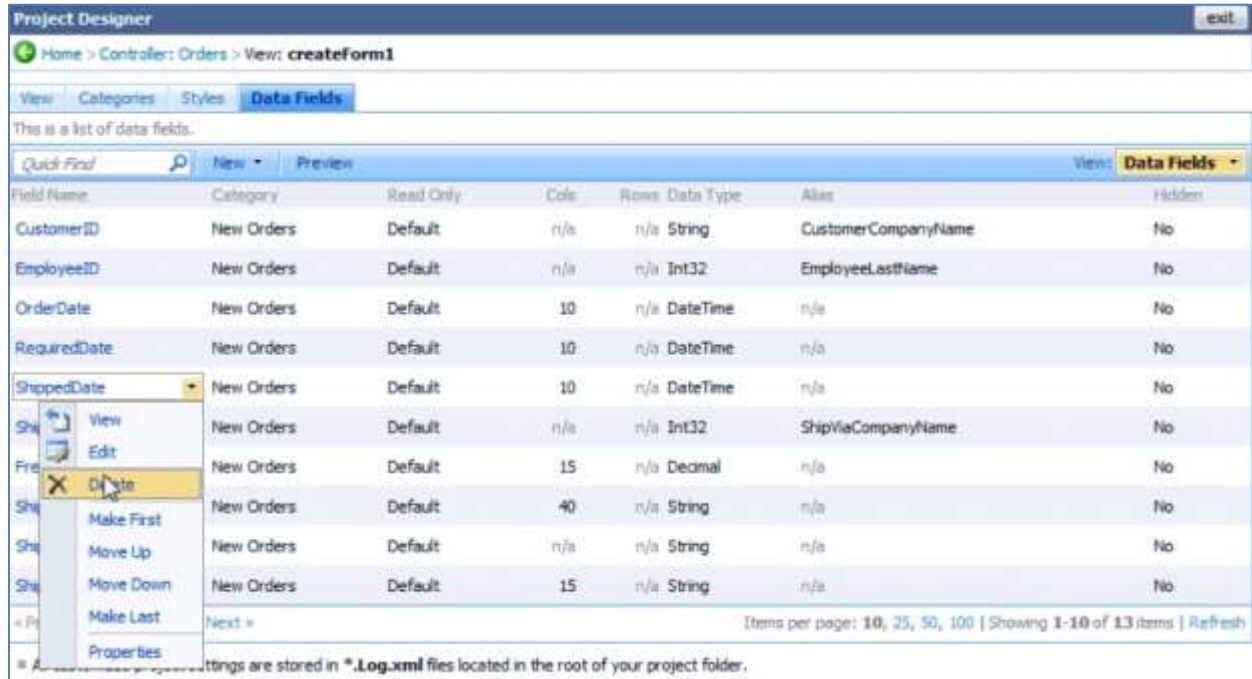 Project Designer exit
Home > Controller: Orders > View: createForm1
View Categories Styles Data Fields
This is a list of data fields.
Quick Find New Preview View: Data Fields
Field Name Category Read Only Cols Rows Data Type Alias Hidden
CustomerID New Orders Default n/a n/a String CustomerCompanyName No
EmployeeID New Orders Default n/a n/a Int32 EmployeeLastName No
OrderDate New Orders Default 10 n/a DateTime n/a No
RequiredDate New Orders Default 10 n/a DateTime n/a No
ShippedDate New Orders Default 10 n/a DateTime n/a No
View New Orders Default n/a n/a Int32 ShipViaCompanyName No
Edit
New Orders Default 15 n/a Decimal n/a No
Delete
New Orders Default 40 n/a String n/a No
Make First
Move Up New Orders Default n/a n/a String n/a No
Move Down New Orders Default 15 n/a String n/a No
Make Last Next » Items per page: 10, 25, 50, 100 | Showing 1-10 of 13 items | Refresh
Properties
are stored in *.Log.xml files located in the root of your project folder.